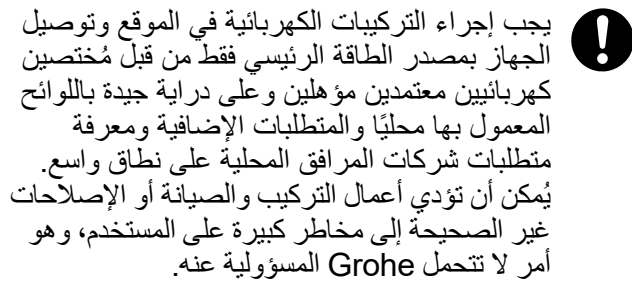 يجب إجراء التركيبات الكهربائية في الموقع وتوصيل
الجهاز بمصدر الطاقة الرئيسي فقط من قبل مُختصين
كهربائيين معتمدين مؤهلين وعلى دراية جيدة باللوائح
المعمول بها محليًا والمتطلبات الإضافية ومعرفة
متطلبات شركات المرافق المحلية على نطاق واسع.
يُمكن أن تؤدي أعمال التركيب والصيانة أو الإصلاحات
غير الصحيحة إلى مخاطر كبيرة على المستخدم، وهو
أمر لا تتحمل Grohe المسؤولية عنه.